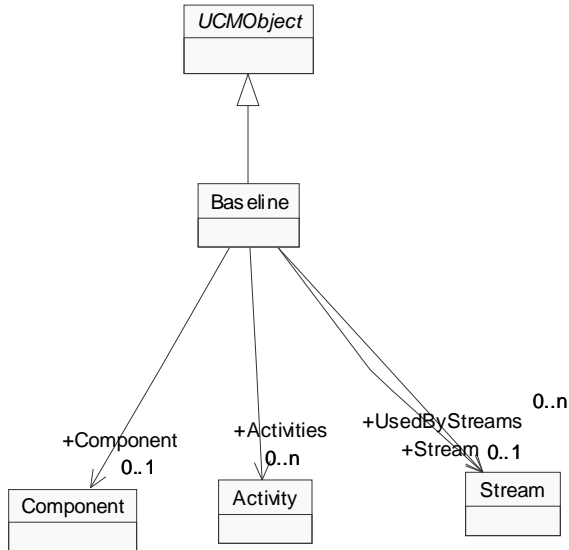 UCMObject
Baseline
+UsedByStreams
0..n
+Component
0..1
+Activities
0..n
+Stream
0..1
Component
Activity
Stream